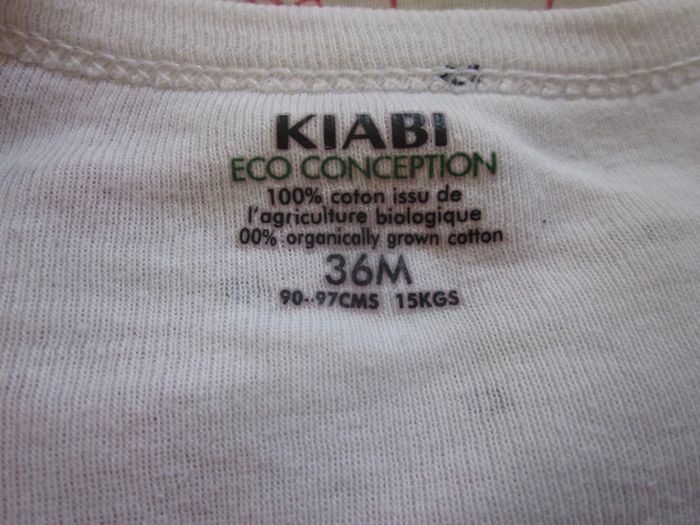 KIABI
ECO CONCEPTION
100% coton issu de
l'agriculture biologique
00% organically grown cotton
36M
90-97CMS 15KGS